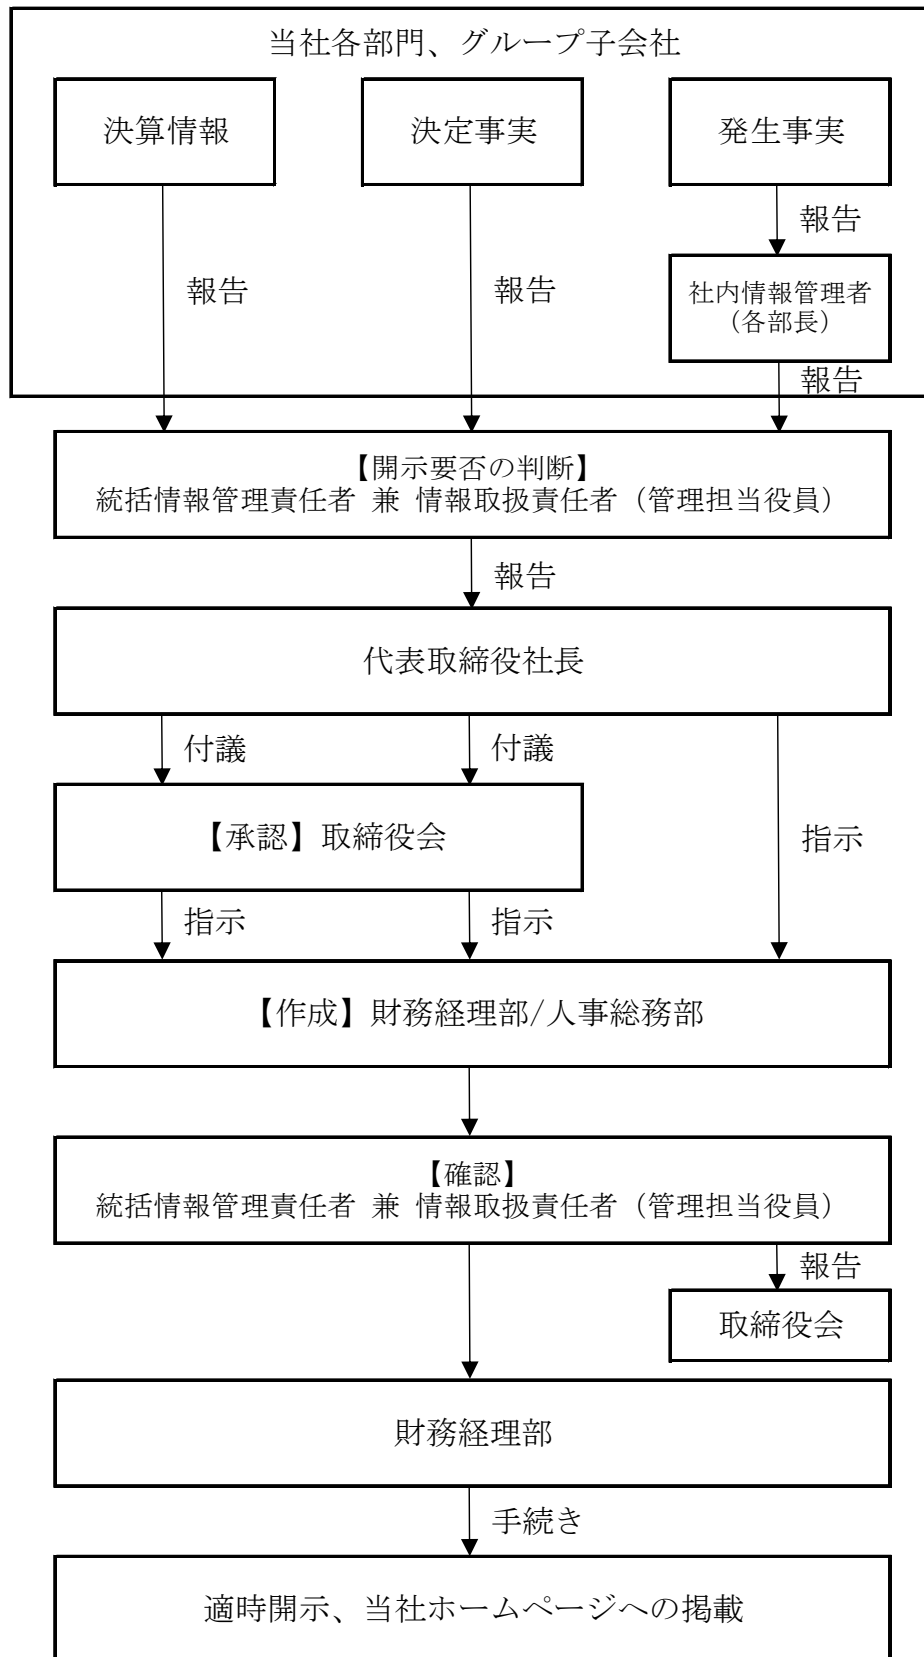 当社各部門、グループ子会社
決算情報
決定事実
発生事実
報告
報告
報告
社内情報管理者
（各部長）
報告
【開示要否の判断】
統括情報管理責任者 兼 情報取扱責任者（管理担当役員）
報告
代表取締役社長
付議
付議
【承認】取締役会
指示
指示
指示
【作成】財務経理部/人事総務部
【確認】
統括情報管理責任者 兼 情報取扱責任者（管理担当役員）
報告
取締役会
財務経理部
手続き
適時開示、当社ホームページへの掲載